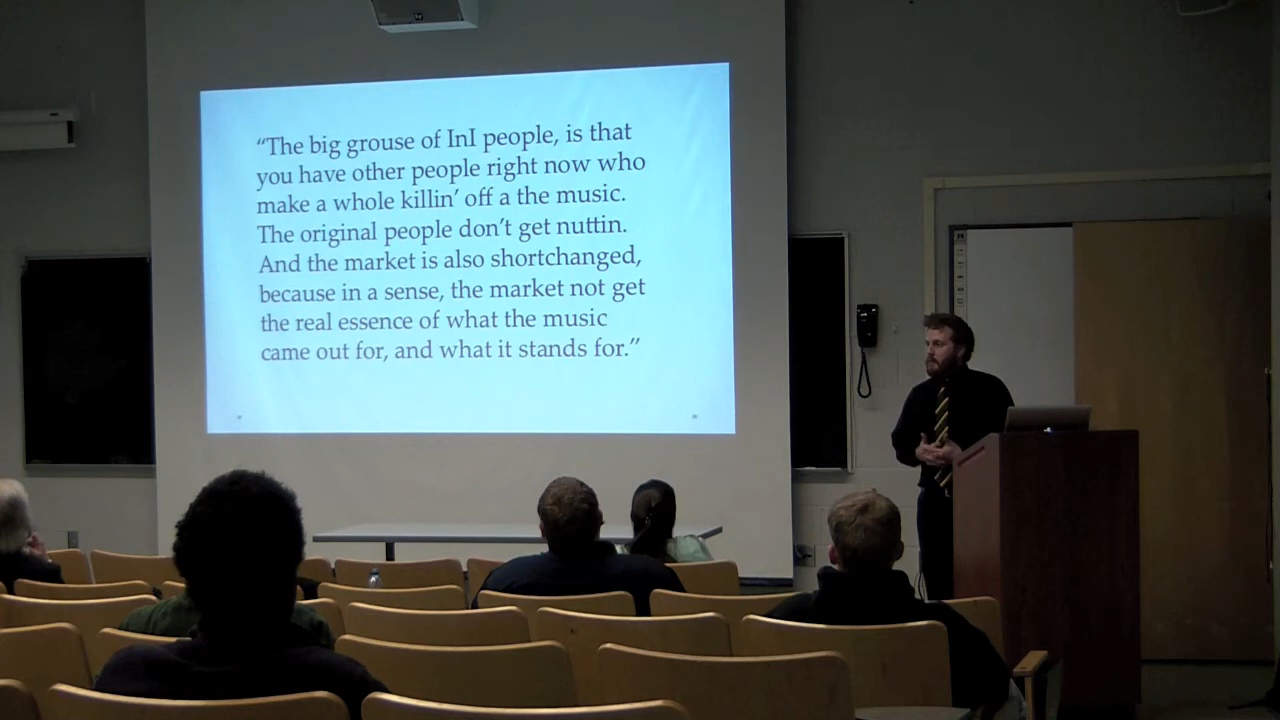 “The big grouse of InI people, is that
you have other people right now who
make a whole killin’ off a the music.
The original people don’t get nuttin.
And the market is also shortchanged,
because in a sense, the market not get
the real essence of what the music
came out for, and what it stands for.”